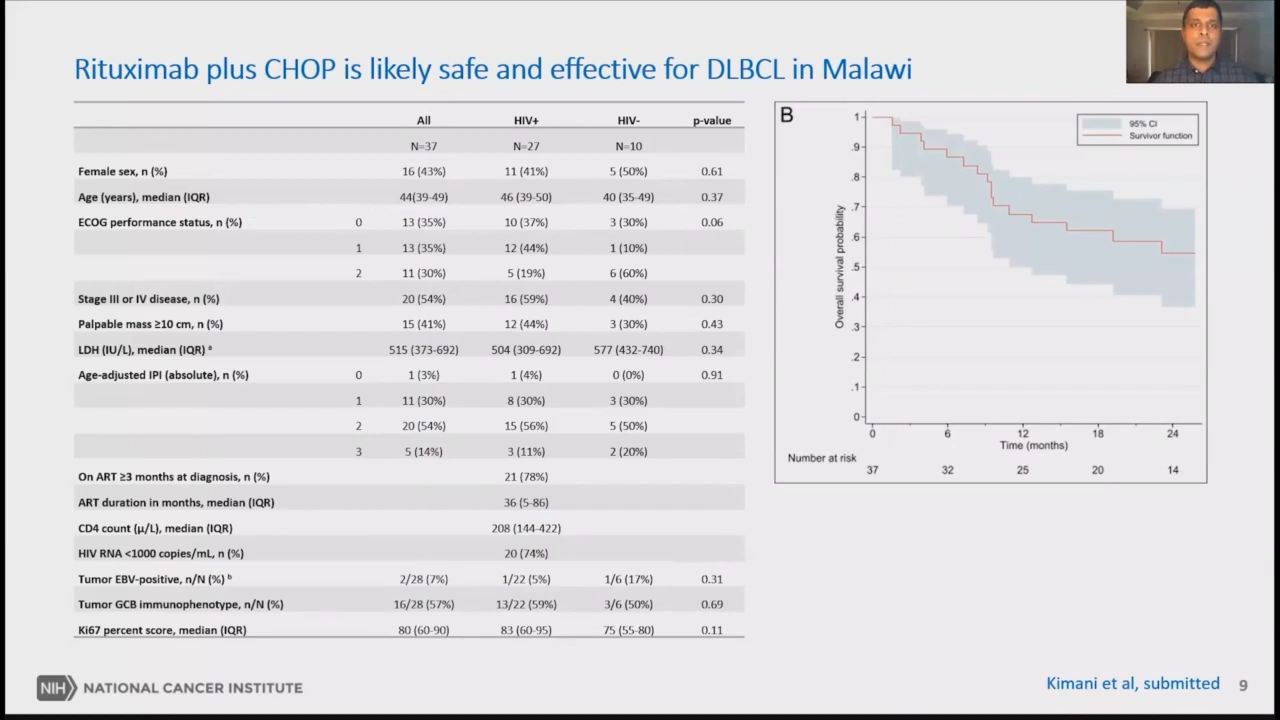 Rituximab plus CHOP is likely safe and effective for DLBCL in Malawi
All HIV+ HIV- p-value
N=37 N=27 N=10
Female sex, n (%) 16 (43%) 11 (41%) 5 (50%) 0.61
Age (years), median (IQR) 44(39-49) 46 (39-50) 40 (35-49) 0.37
ECOG performance status, n (%) 0 13 (35%) 10 (37%) 3 (30%) 0.06
1 13 (35%) 12 (44%) 1 (10%)
2 11 (30%) 5 (19%) 6 (60%)
Stage III or IV disease, n (%) 20 (54%) 16 (59%) 4 (40%) 0.30
Palpable mass ≥10 cm, n (%) 15 (41%) 12 (44%) 3 (30%) 0.43
LDH (IU/L), median (IQR) ᵃ 515 (373-692) 504 (309-692) 577 (432-740) 0.34
Age-adjusted IPI (absolute), n (%) 0 1 (3%) 1 (4%) 0 (0%) 0.91
1 11 (30%) 8 (30%) 3 (30%)
2 20 (54%) 15 (56%) 5 (50%)
3 5 (14%) 3 (11%) 2 (20%)
On ART ≥3 months at diagnosis, n (%) 21 (78%)
ART duration in months, median (IQR) 36 (5-86)
CD4 count (μ/L), median (IQR) 208 (144-422)
HIV RNA <1000 copies/mL, n (%) 20 (74%)
Tumor EBV-positive, n/N (%) ᵇ 2/28 (7%) 1/22 (5%) 1/6 (17%) 0.31
Tumor GCB immunophenotype, n/N (%) 16/28 (57%) 13/22 (59%) 3/6 (50%) 0.69
Ki67 percent score, median (IQR) 80 (60-90) 83 (60-95) 75 (55-80) 0.11
B
95% CI
Survivor function
Overall survival probability
1
.9
.8
.7
.6
.5
.4
.3
.2
.1
0
0 6 12 18 24
Time (months)
Number at risk
37 32 25 20 14
NIH NATIONAL CANCER INSTITUTE
Kimani et al, submitted 9